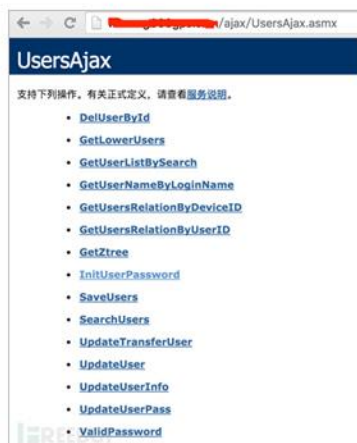 /ajax/UsersAjax.asmx
UsersAjax
支持下列操作。有关正式定义，请查看服务说明。
DelUserById
GetLowerUsers
GetUserListBySearch
GetUserNameByLoginName
GetUsersRelationByDeviceID
GetUsersRelationByUserID
GetZtree
InitUserPassword
SaveUsers
SearchUsers
UpdateTransferUser
UpdateUser
UpdateUserInfo
UpdateUserPass
ValidPassword